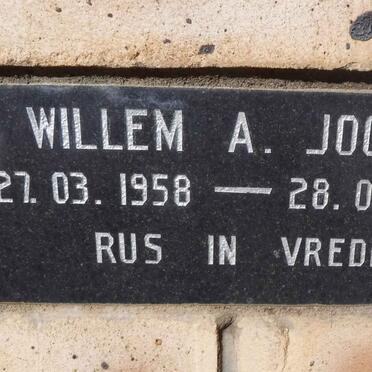 WILLEM A. JOO
27. 03. 1958 — 28. 0
RUS IN VREDE